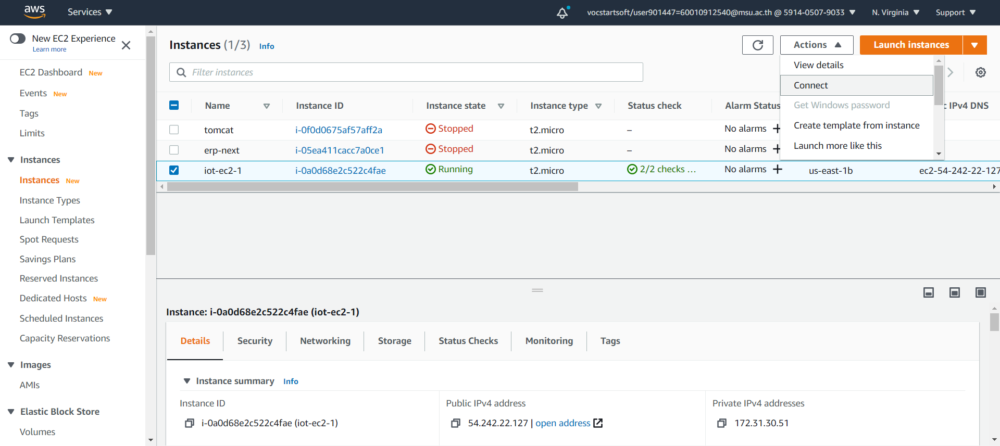 aws
Services
vocstartsoft/user901447=60010912540@msu.ac.th @ 5914-0507-9033
N. Virginia
Support
New EC2 Experience
Learn more
EC2 Dashboard New
Events New
Tags
Limits
Instances
Instances New
Instance Types
Launch Templates
Spot Requests
Savings Plans
Reserved Instances
Dedicated Hosts New
Scheduled Instances
Capacity Reservations
Images
AMIs
Elastic Block Store
Volumes
Instances (1/3) Info
Actions
Launch instances
Filter instances
View details
Connect
Get Windows password
Create template from instance
Launch more like this
Name Instance ID Instance state Instance type Status check Alarm Status c IPv4 DNS
tomcat i-0f0d0675af57aff2a Stopped t2.micro – No alarms +
erp-next i-05ea411cacc7a0ce1 Stopped t2.micro – No alarms +
iot-ec2-1 i-0a0d68e2c522c4fae Running t2.micro 2/2 checks ... No alarms + us-east-1b ec2-54-242-22-127
Instance: i-0a0d68e2c522c4fae (iot-ec2-1)
Details Security Networking Storage Status Checks Monitoring Tags
Instance summary Info
Instance ID Public IPv4 address Private IPv4 addresses
i-0a0d68e2c522c4fae (iot-ec2-1) 54.242.22.127 | open address 172.31.30.51